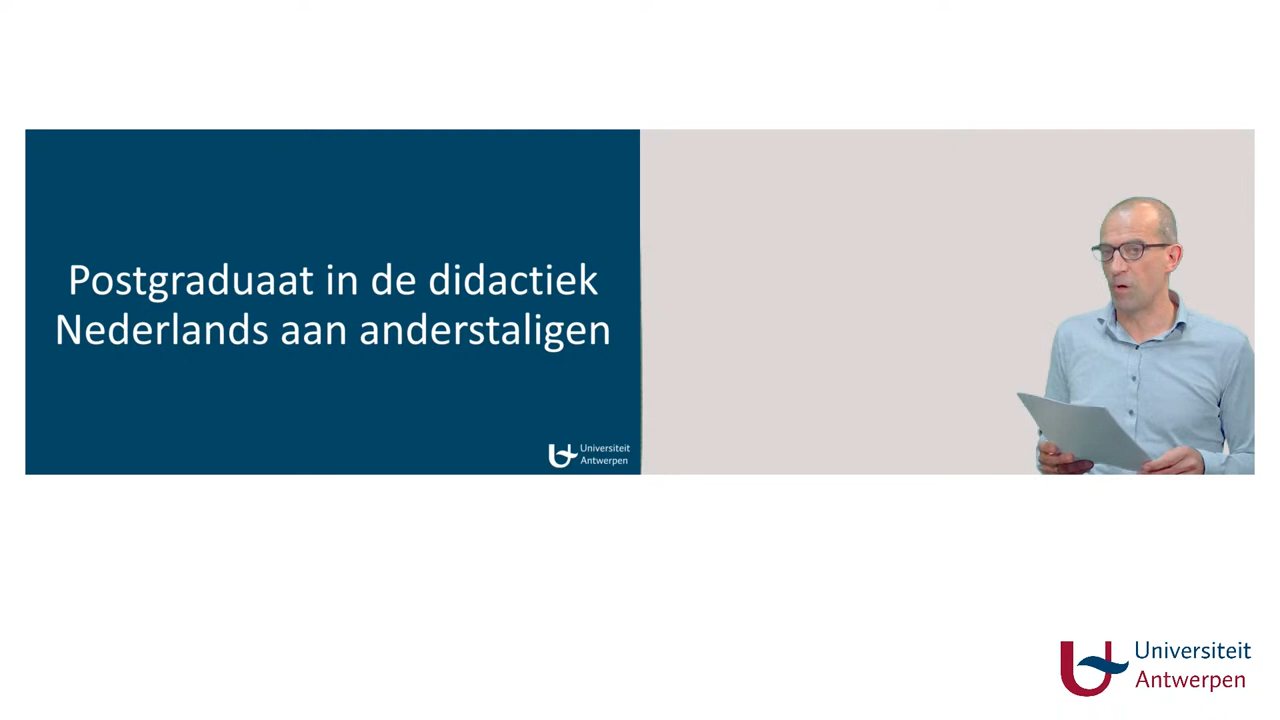 Postgraduaat in de didactiek
Nederlands aan anderstaligen
Universiteit
Antwerpen
Universiteit
Antwerpen